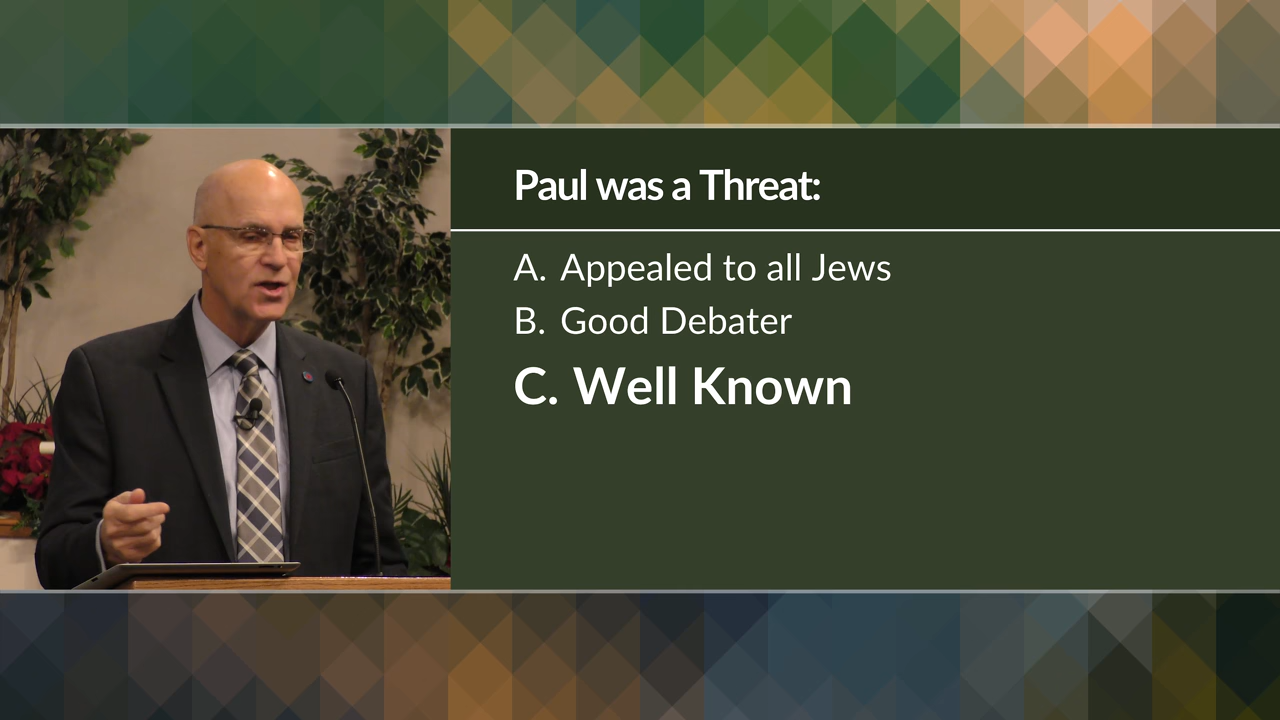 Paul was a Threat:
A. Appealed to all Jews
B. Good Debater
C. Well Known